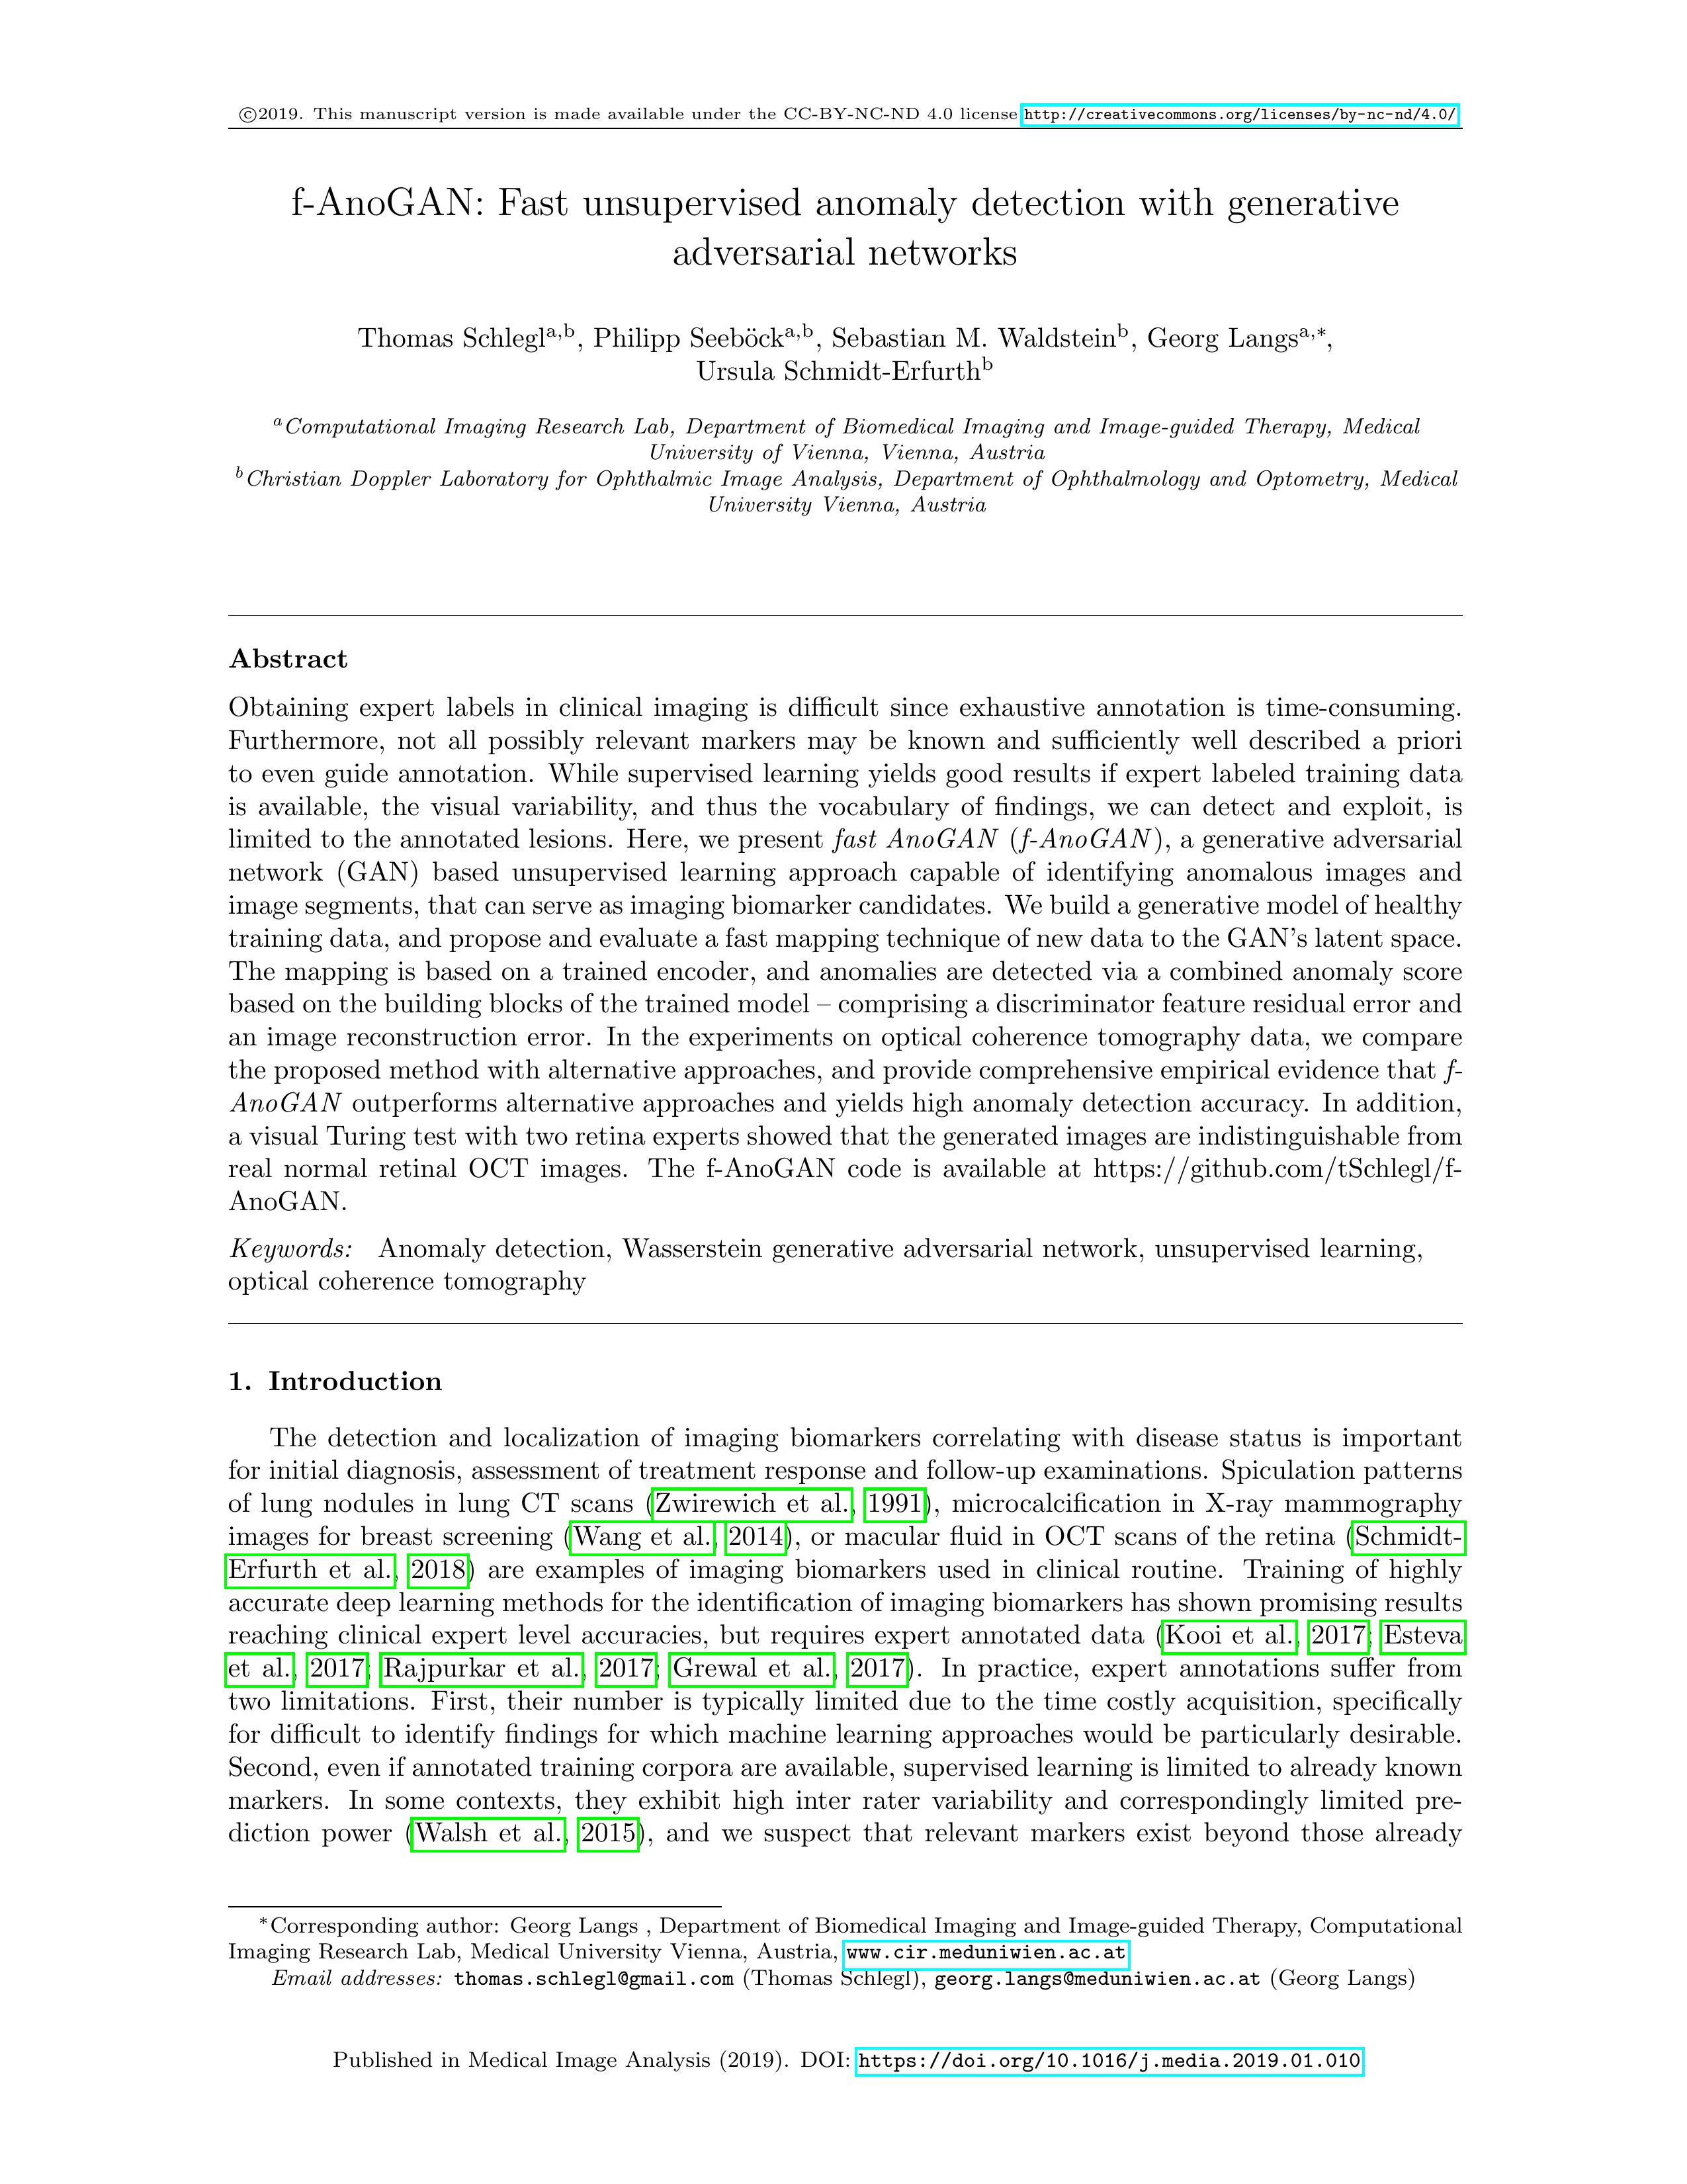 ©2019. This manuscript version is made available under the CC-BY-NC-ND 4.0 license http://creativecommons.org/licenses/by-nc-nd/4.0/
f-AnoGAN: Fast unsupervised anomaly detection with generative
adversarial networks
Thomas Schlegl^a,b, Philipp Seeböck^a,b, Sebastian M. Waldstein^b, Georg Langs^a,*,
Ursula Schmidt-Erfurth^b
^a Computational Imaging Research Lab, Department of Biomedical Imaging and Image-guided Therapy, Medical
University of Vienna, Vienna, Austria
^b Christian Doppler Laboratory for Ophthalmic Image Analysis, Department of Ophthalmology and Optometry, Medical
University Vienna, Austria
Abstract
Obtaining expert labels in clinical imaging is difficult since exhaustive annotation is time-consuming.
Furthermore, not all possibly relevant markers may be known and sufficiently well described a priori
to even guide annotation. While supervised learning yields good results if expert labeled training data
is available, the visual variability, and thus the vocabulary of findings, we can detect and exploit, is
limited to the annotated lesions. Here, we present fast AnoGAN (f-AnoGAN), a generative adversarial
network (GAN) based unsupervised learning approach capable of identifying anomalous images and
image segments, that can serve as imaging biomarker candidates. We build a generative model of healthy
training data, and propose and evaluate a fast mapping technique of new data to the GAN's latent space.
The mapping is based on a trained encoder, and anomalies are detected via a combined anomaly score
based on the building blocks of the trained model – comprising a discriminator feature residual error and
an image reconstruction error. In the experiments on optical coherence tomography data, we compare
the proposed method with alternative approaches, and provide comprehensive empirical evidence that f-
AnoGAN outperforms alternative approaches and yields high anomaly detection accuracy. In addition,
a visual Turing test with two retina experts showed that the generated images are indistinguishable from
real normal retinal OCT images. The f-AnoGAN code is available at https://github.com/tSchlegl/f-
AnoGAN.
Keywords: Anomaly detection, Wasserstein generative adversarial network, unsupervised learning,
optical coherence tomography
1. Introduction
The detection and localization of imaging biomarkers correlating with disease status is important
for initial diagnosis, assessment of treatment response and follow-up examinations. Spiculation patterns
of lung nodules in lung CT scans (Zwirewich et al., 1991), microcalcification in X-ray mammography
images for breast screening (Wang et al., 2014), or macular fluid in OCT scans of the retina (Schmidt-
Erfurth et al., 2018) are examples of imaging biomarkers used in clinical routine. Training of highly
accurate deep learning methods for the identification of imaging biomarkers has shown promising results
reaching clinical expert level accuracies, but requires expert annotated data (Kooi et al., 2017; Esteva
et al., 2017; Rajpurkar et al., 2017; Grewal et al., 2017). In practice, expert annotations suffer from
two limitations. First, their number is typically limited due to the time costly acquisition, specifically
for difficult to identify findings for which machine learning approaches would be particularly desirable.
Second, even if annotated training corpora are available, supervised learning is limited to already known
markers. In some contexts, they exhibit high inter rater variability and correspondingly limited pre-
diction power (Walsh et al., 2015), and we suspect that relevant markers exist beyond those already
*Corresponding author: Georg Langs , Department of Biomedical Imaging and Image-guided Therapy, Computational
Imaging Research Lab, Medical University Vienna, Austria, www.cir.meduniwien.ac.at
Email addresses: thomas.schlegl@gmail.com (Thomas Schlegl), georg.langs@meduniwien.ac.at (Georg Langs)
Published in Medical Image Analysis (2019). DOI: https://doi.org/10.1016/j.media.2019.01.010